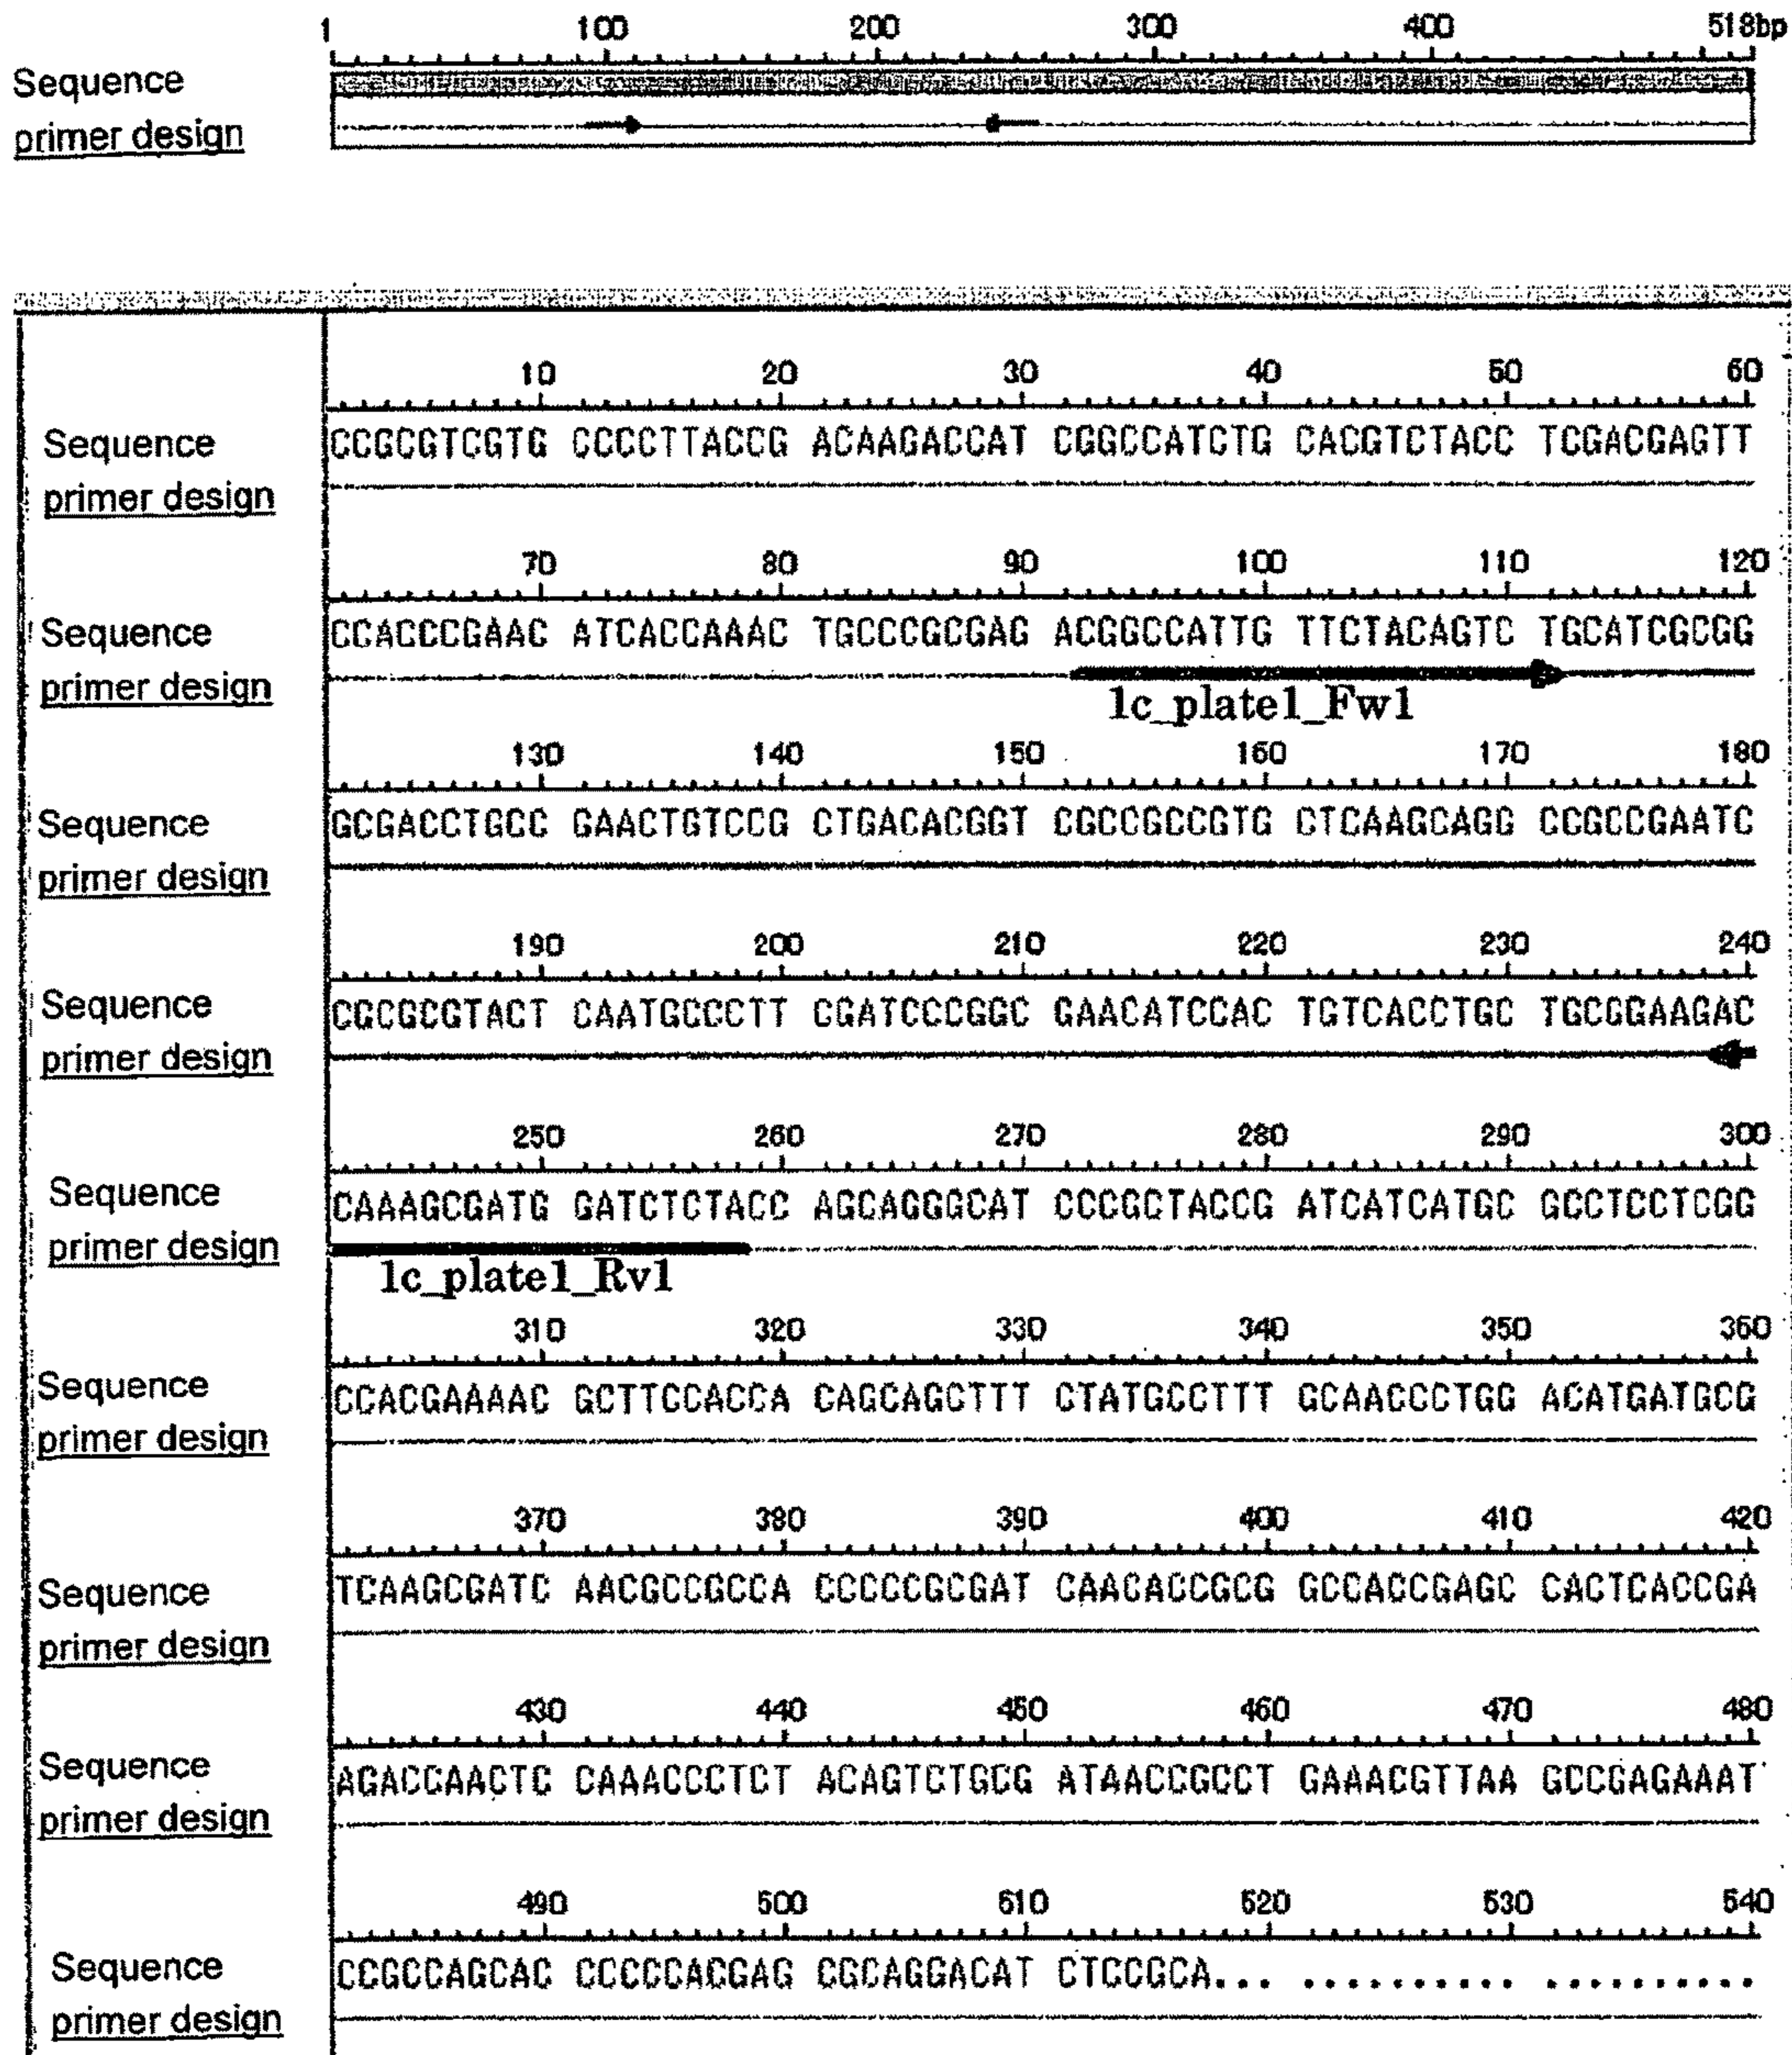 1 100 200 300 400 518bp
Sequence
primer design
10 20 30 40 50 60
Sequence CCGCGTCGTG CCCCTTACCG ACAAGACCAT CGGCCATCTG CACGTCTACC TCGACGAGTT
primer design
70 80 90 100 110 120
Sequence CCACCCGAAC ATCACCAAAC TGCCCGCGAG ACGGCCATTG TTCTACAGTC TGCATCGCGG
primer design
1c_plate1_Fw1
130 140 150 160 170 180
Sequence GCGACCTGCC GAACTGTCCG CTGACACGGT CGCCGCCGTG CTCAAGCAGG CCGCCGAATC
primer design
190 200 210 220 230 240
Sequence CGCGCGTACT CAATGCCCTT CGATCCCGGC GAACATCCAC TGTCACCTGC TGCGGAAGAC
primer design
250 260 270 280 290 300
Sequence CAAAGCGATG GATCTCTACC AGCAGGGCAT CCCGCTACCG ATCATCATGC GCCTCCTCGG
primer design
1c_plate1_Rv1
310 320 330 340 350 360
Sequence CCACGAAAAC GCTTCCACCA CAGCAGCTTT CTATGCCTTT GCAACCCTGG ACATGATGCG
primer design
370 380 390 400 410 420
Sequence TCAAGCGATC AACGCCGCCA CCCCCGCGAT CAACACCGCG GCCACCGAGC CACTCACCGA
primer design
430 440 450 460 470 480
Sequence AGACCAACTC CAAACCCTCT ACAGTCTGCG ATAACCGCCT GAAACGTTAA GCCGAGAAAT
primer design
490 500 510 520 530 540
Sequence CCGCCAGCAC CCCCCACGAG CGCAGGACAT CTCCGCA... .......... ..........
primer design